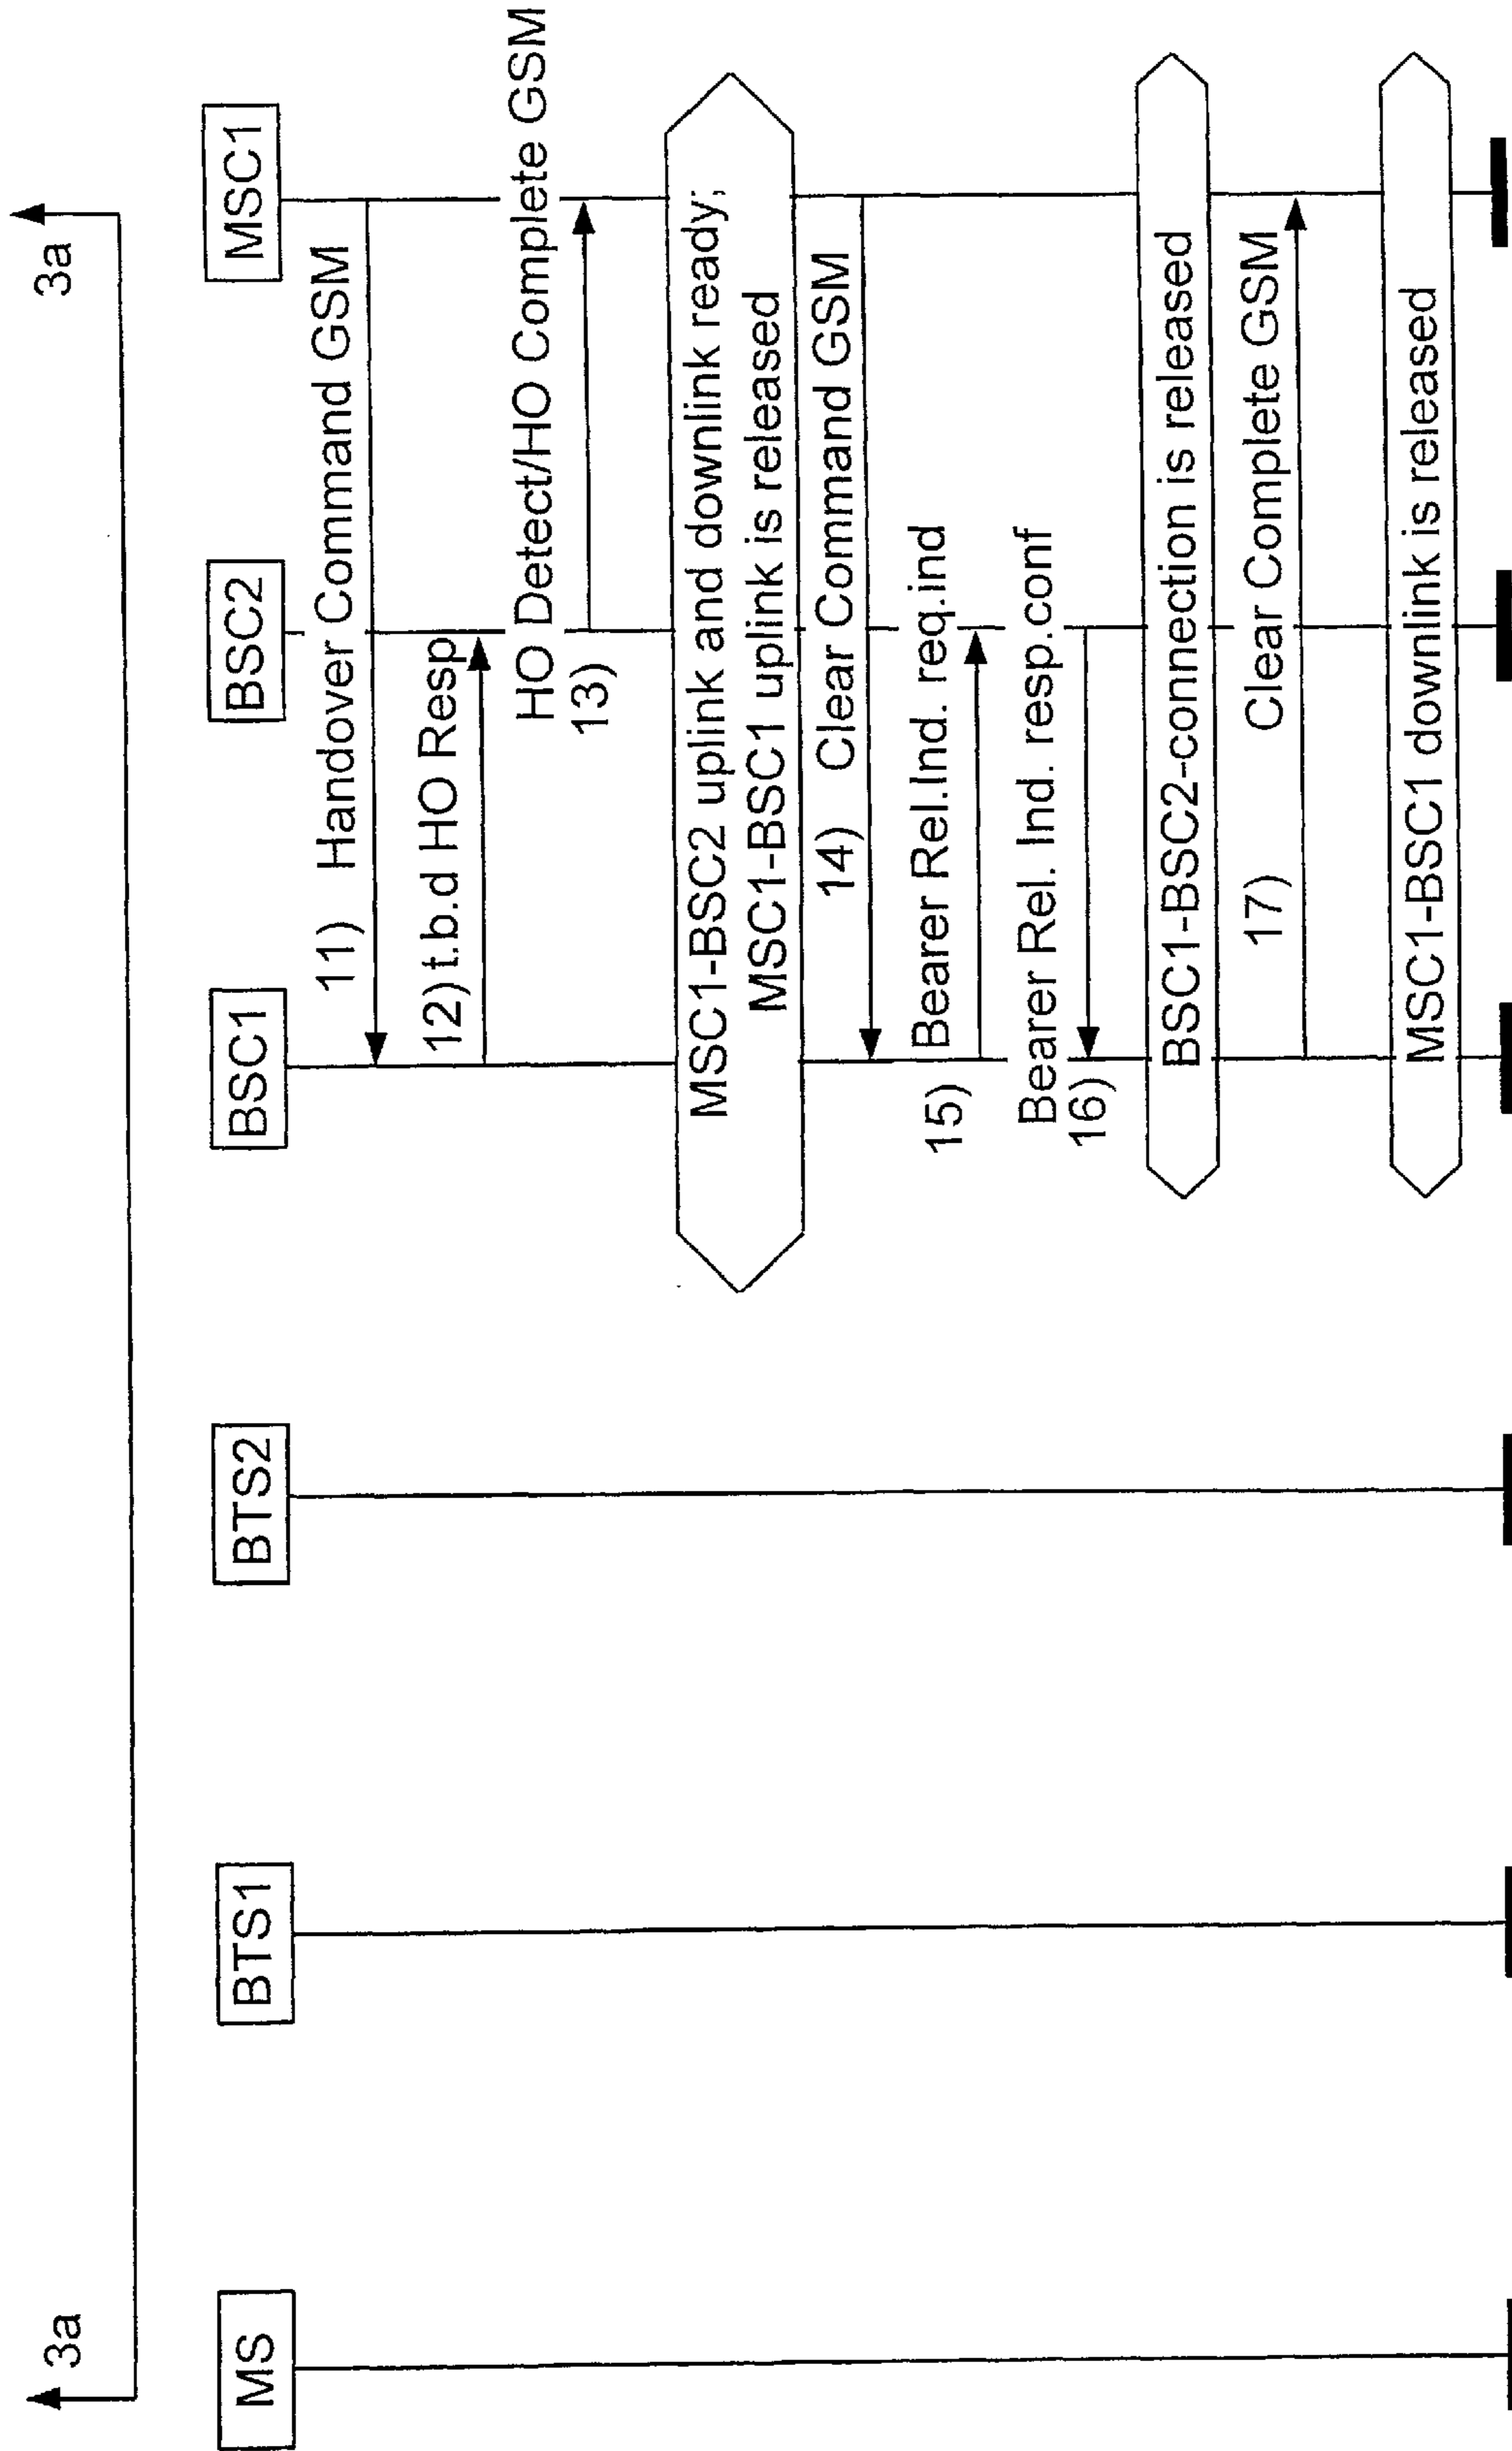 3a
3a
MS
BTS1
BTS2
BSC1
BSC2
MSC1
11) Handover Command GSM
12) t.b.d HO Resp
HO Detect/HO Complete GSM
13)
MSC1-BSC2 uplink and downlink ready;
MSC1-BSC1 uplink is released
14) Clear Command GSM
15) Bearer Rel.Ind. req.ind
Bearer Rel. Ind. resp.conf
16)
BSC1-BSC2-connection is released
17) Clear Complete GSM
MSC1-BSC1 downlink is released